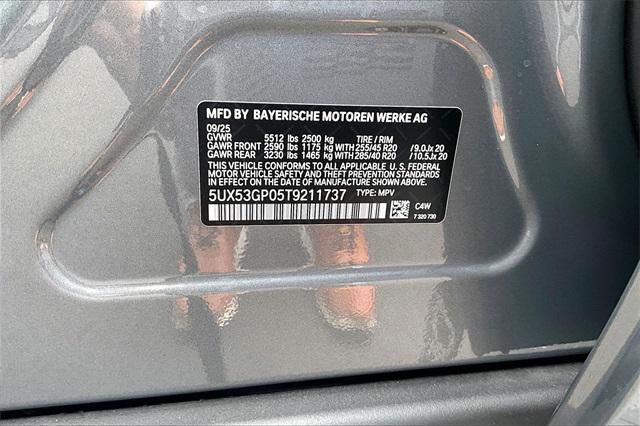 MFD BY BAYERISCHE MOTOREN WERKE AG
09/25
GVWR 5512 lbs 2500 kg TIRE / RIM
GAWR FRONT 2590 lbs 1175 kg WITH 255/45 R20 /9.0Jx 20
GAWR REAR 3230 lbs 1465 kg WITH 285/40 R20 /10.5Jx 20
THIS VEHICLE CONFORMS TO ALL APPLICABLE U. S. FEDERAL
MOTOR VEHICLE SAFETY AND THEFT PREVENTION STANDARDS
IN EFFECT ON THE DATE OF MANUFACTURE SHOWN ABOVE.
5UX53GP05T9211737 TYPE: MPV
C4W
7 320 730